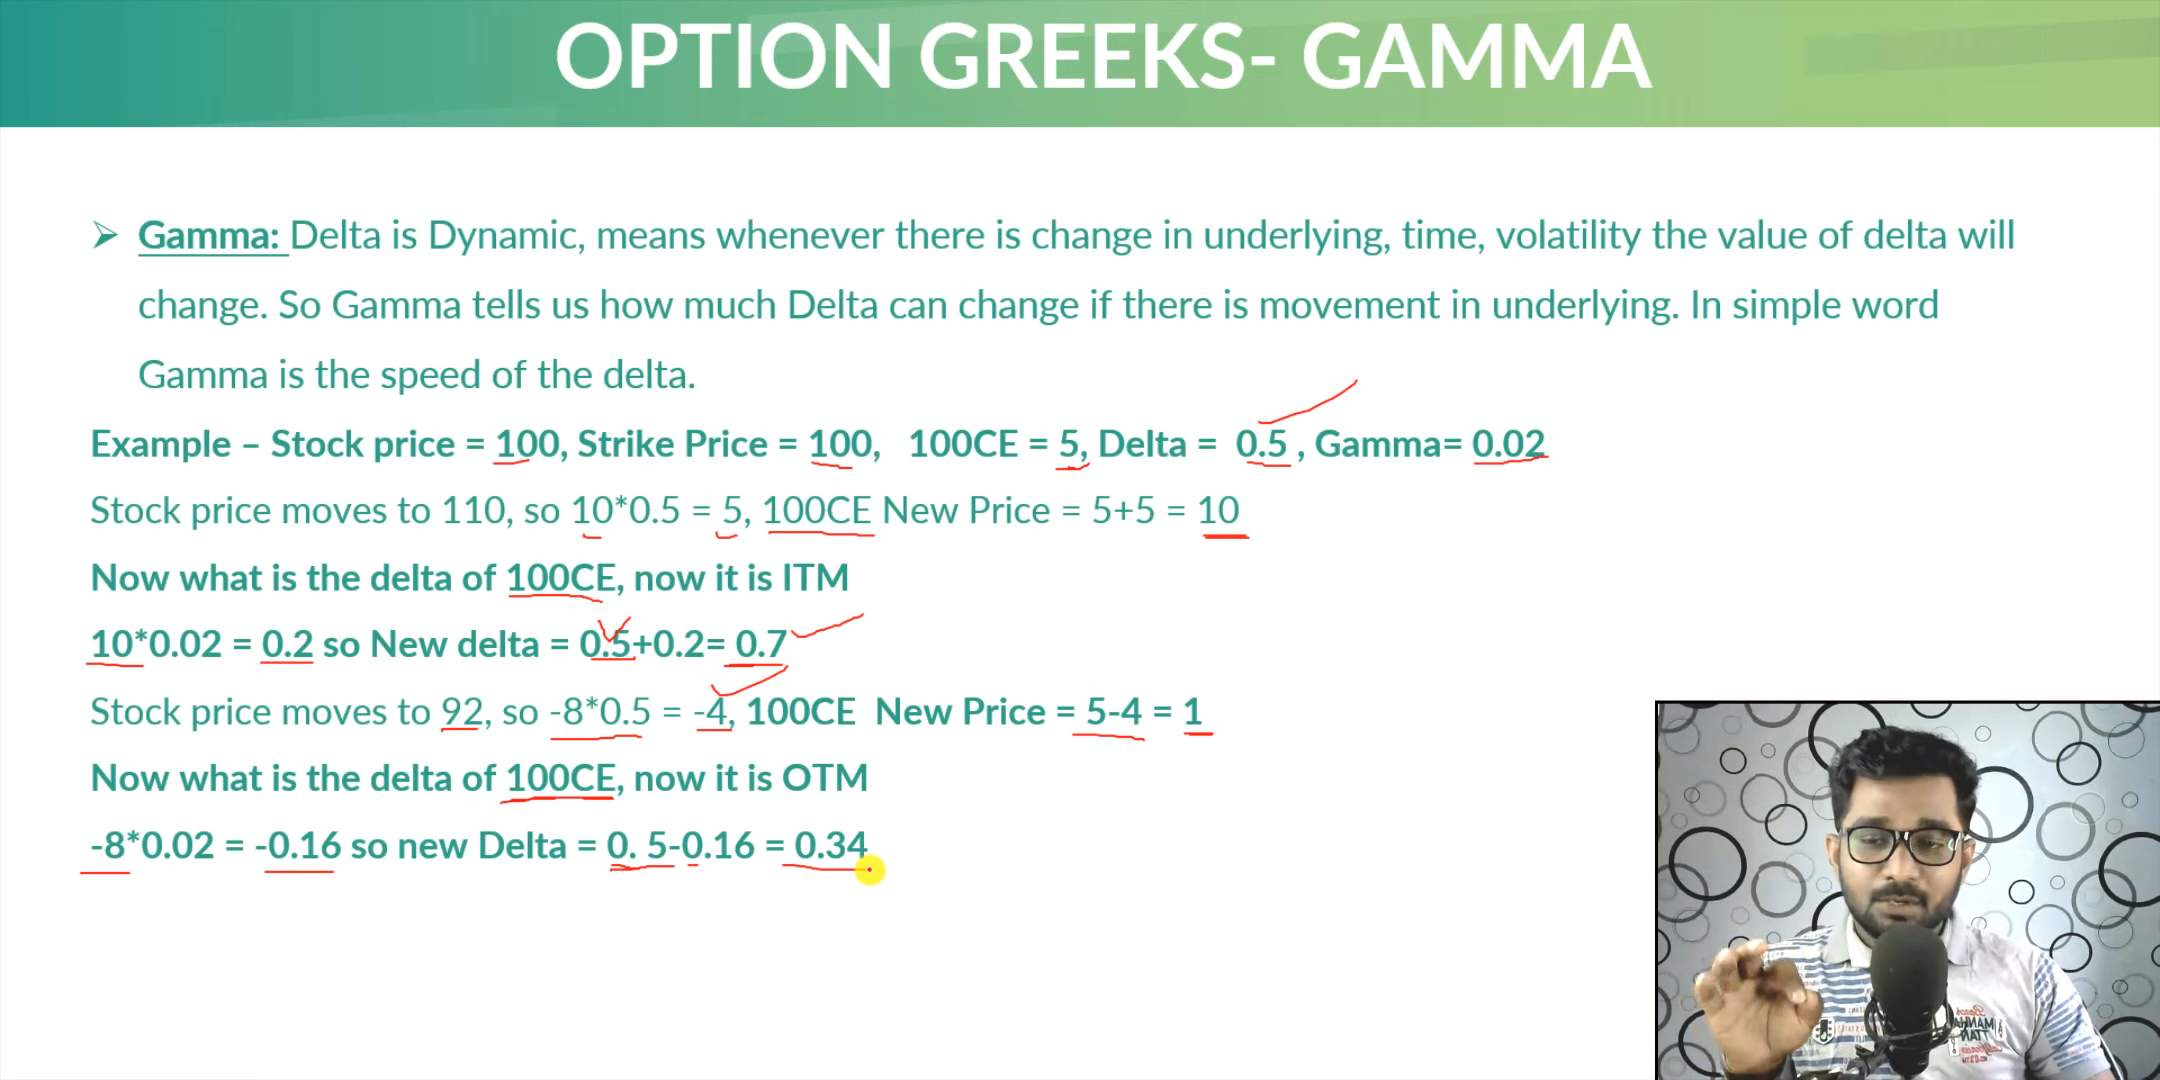 OPTION GREEKS- GAMMA
➢ Gamma: Delta is Dynamic, means whenever there is change in underlying, time, volatility the value of delta will
change. So Gamma tells us how much Delta can change if there is movement in underlying. In simple word
Gamma is the speed of the delta.
Example – Stock price = 100, Strike Price = 100, 100CE = 5, Delta = 0.5 , Gamma= 0.02
Stock price moves to 110, so 10*0.5 = 5, 100CE New Price = 5+5 = 10
Now what is the delta of 100CE, now it is ITM
10*0.02 = 0.2 so New delta = 0.5+0.2= 0.7
Stock price moves to 92, so -8*0.5 = -4, 100CE New Price = 5-4 = 1
Now what is the delta of 100CE, now it is OTM
-8*0.02 = -0.16 so new Delta = 0. 5-0.16 = 0.34
MANHA
TTAN